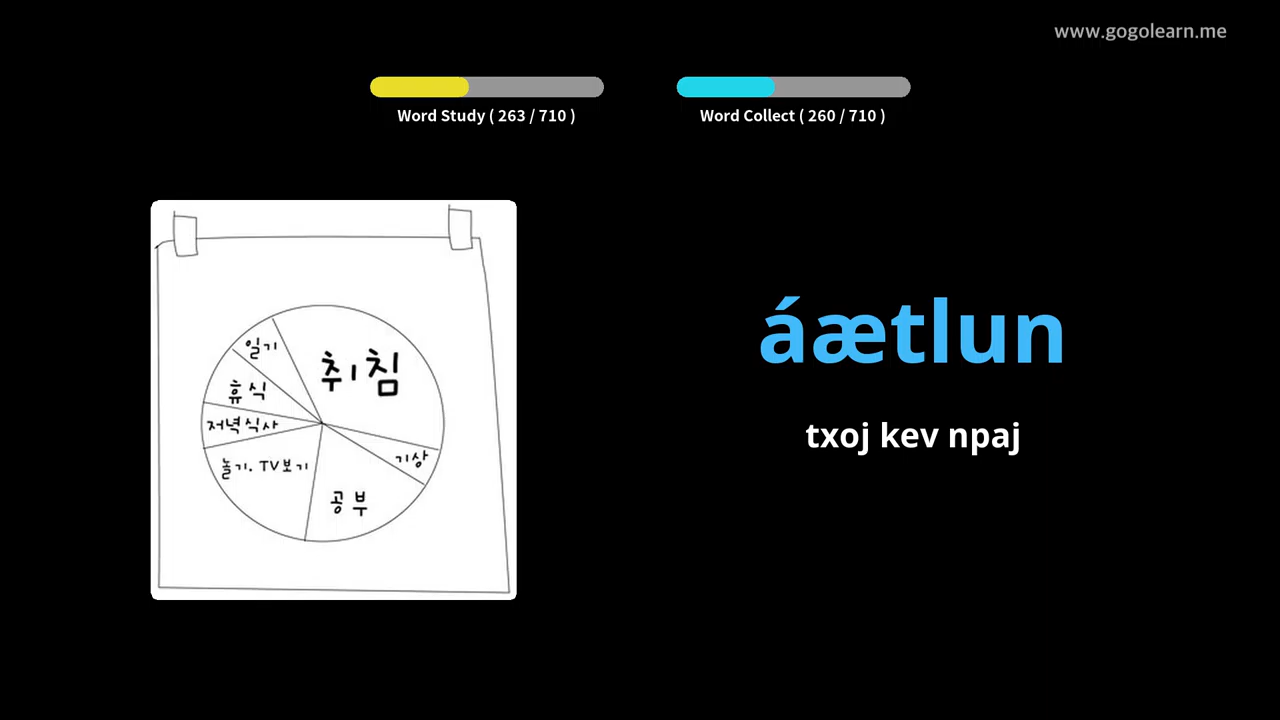 www.gogolearn.me
Word Study ( 263 / 710 )
Word Collect ( 260 / 710 )
일기
취침
휴식
저녁식사
놀기. TV보기
기상
공부
áætlun
txoj kev npaj